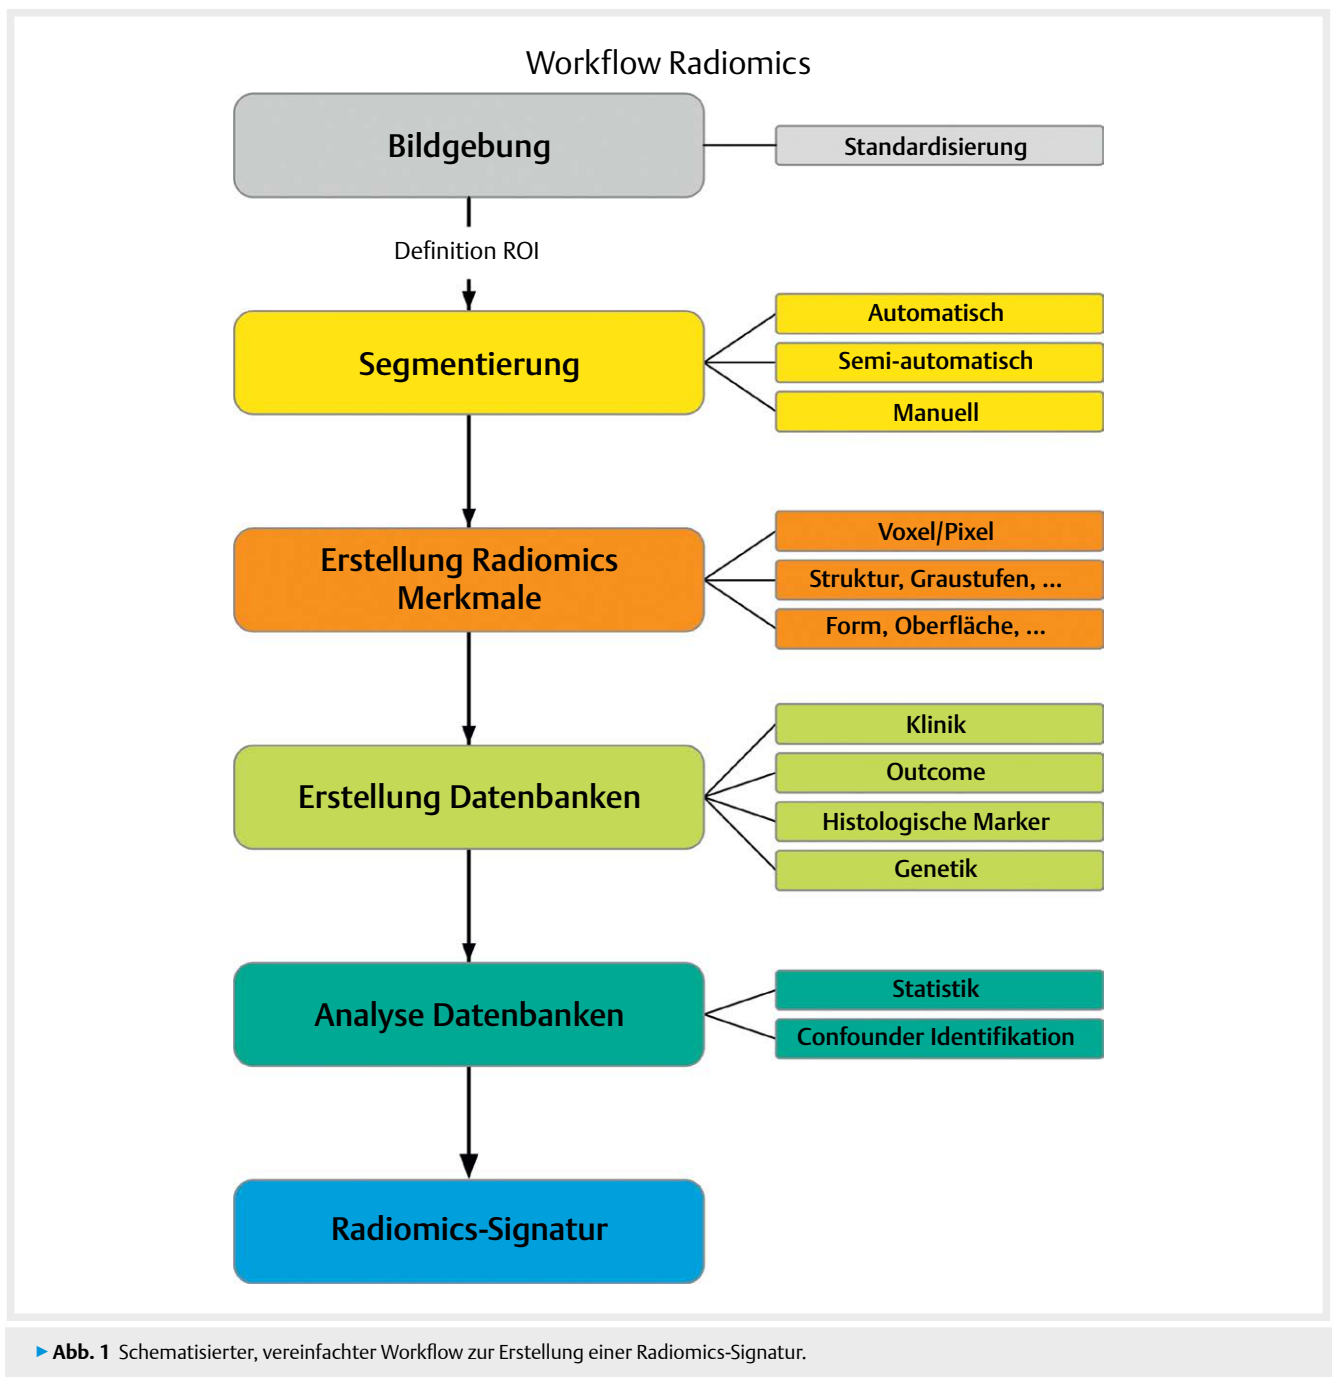 Workflow Radiomics
Bildgebung
Standardisierung
Definition ROI
Segmentierung
Automatisch
Semi-automatisch
Manuell
Erstellung Radiomics
Merkmale
Voxel/Pixel
Struktur, Graustufen, ...
Form, Oberfläche, ...
Erstellung Datenbanken
Klinik
Outcome
Histologische Marker
Genetik
Analyse Datenbanken
Statistik
Confounder Identifikation
Radiomics-Signatur
▶ Abb. 1 Schematisierter, vereinfachter Workflow zur Erstellung einer Radiomics-Signatur.